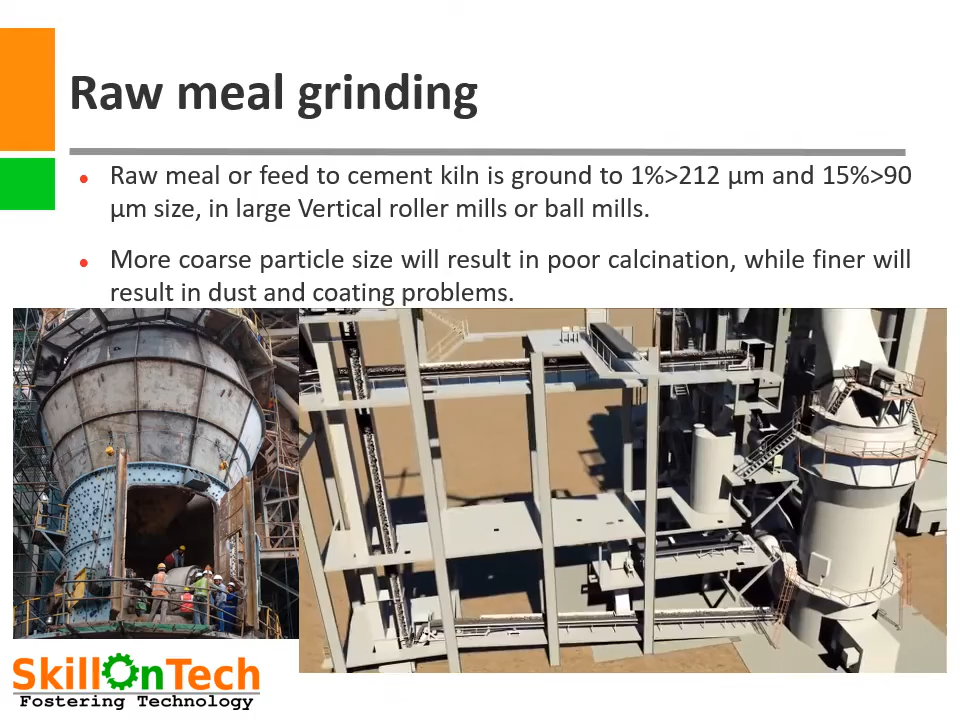 Raw meal grinding
• Raw meal or feed to cement kiln is ground to 1%>212 µm and 15%>90
µm size, in large Vertical roller mills or ball mills.
• More coarse particle size will result in poor calcination, while finer will
result in dust and coating problems.
SkillOnTech
Fostering Technology